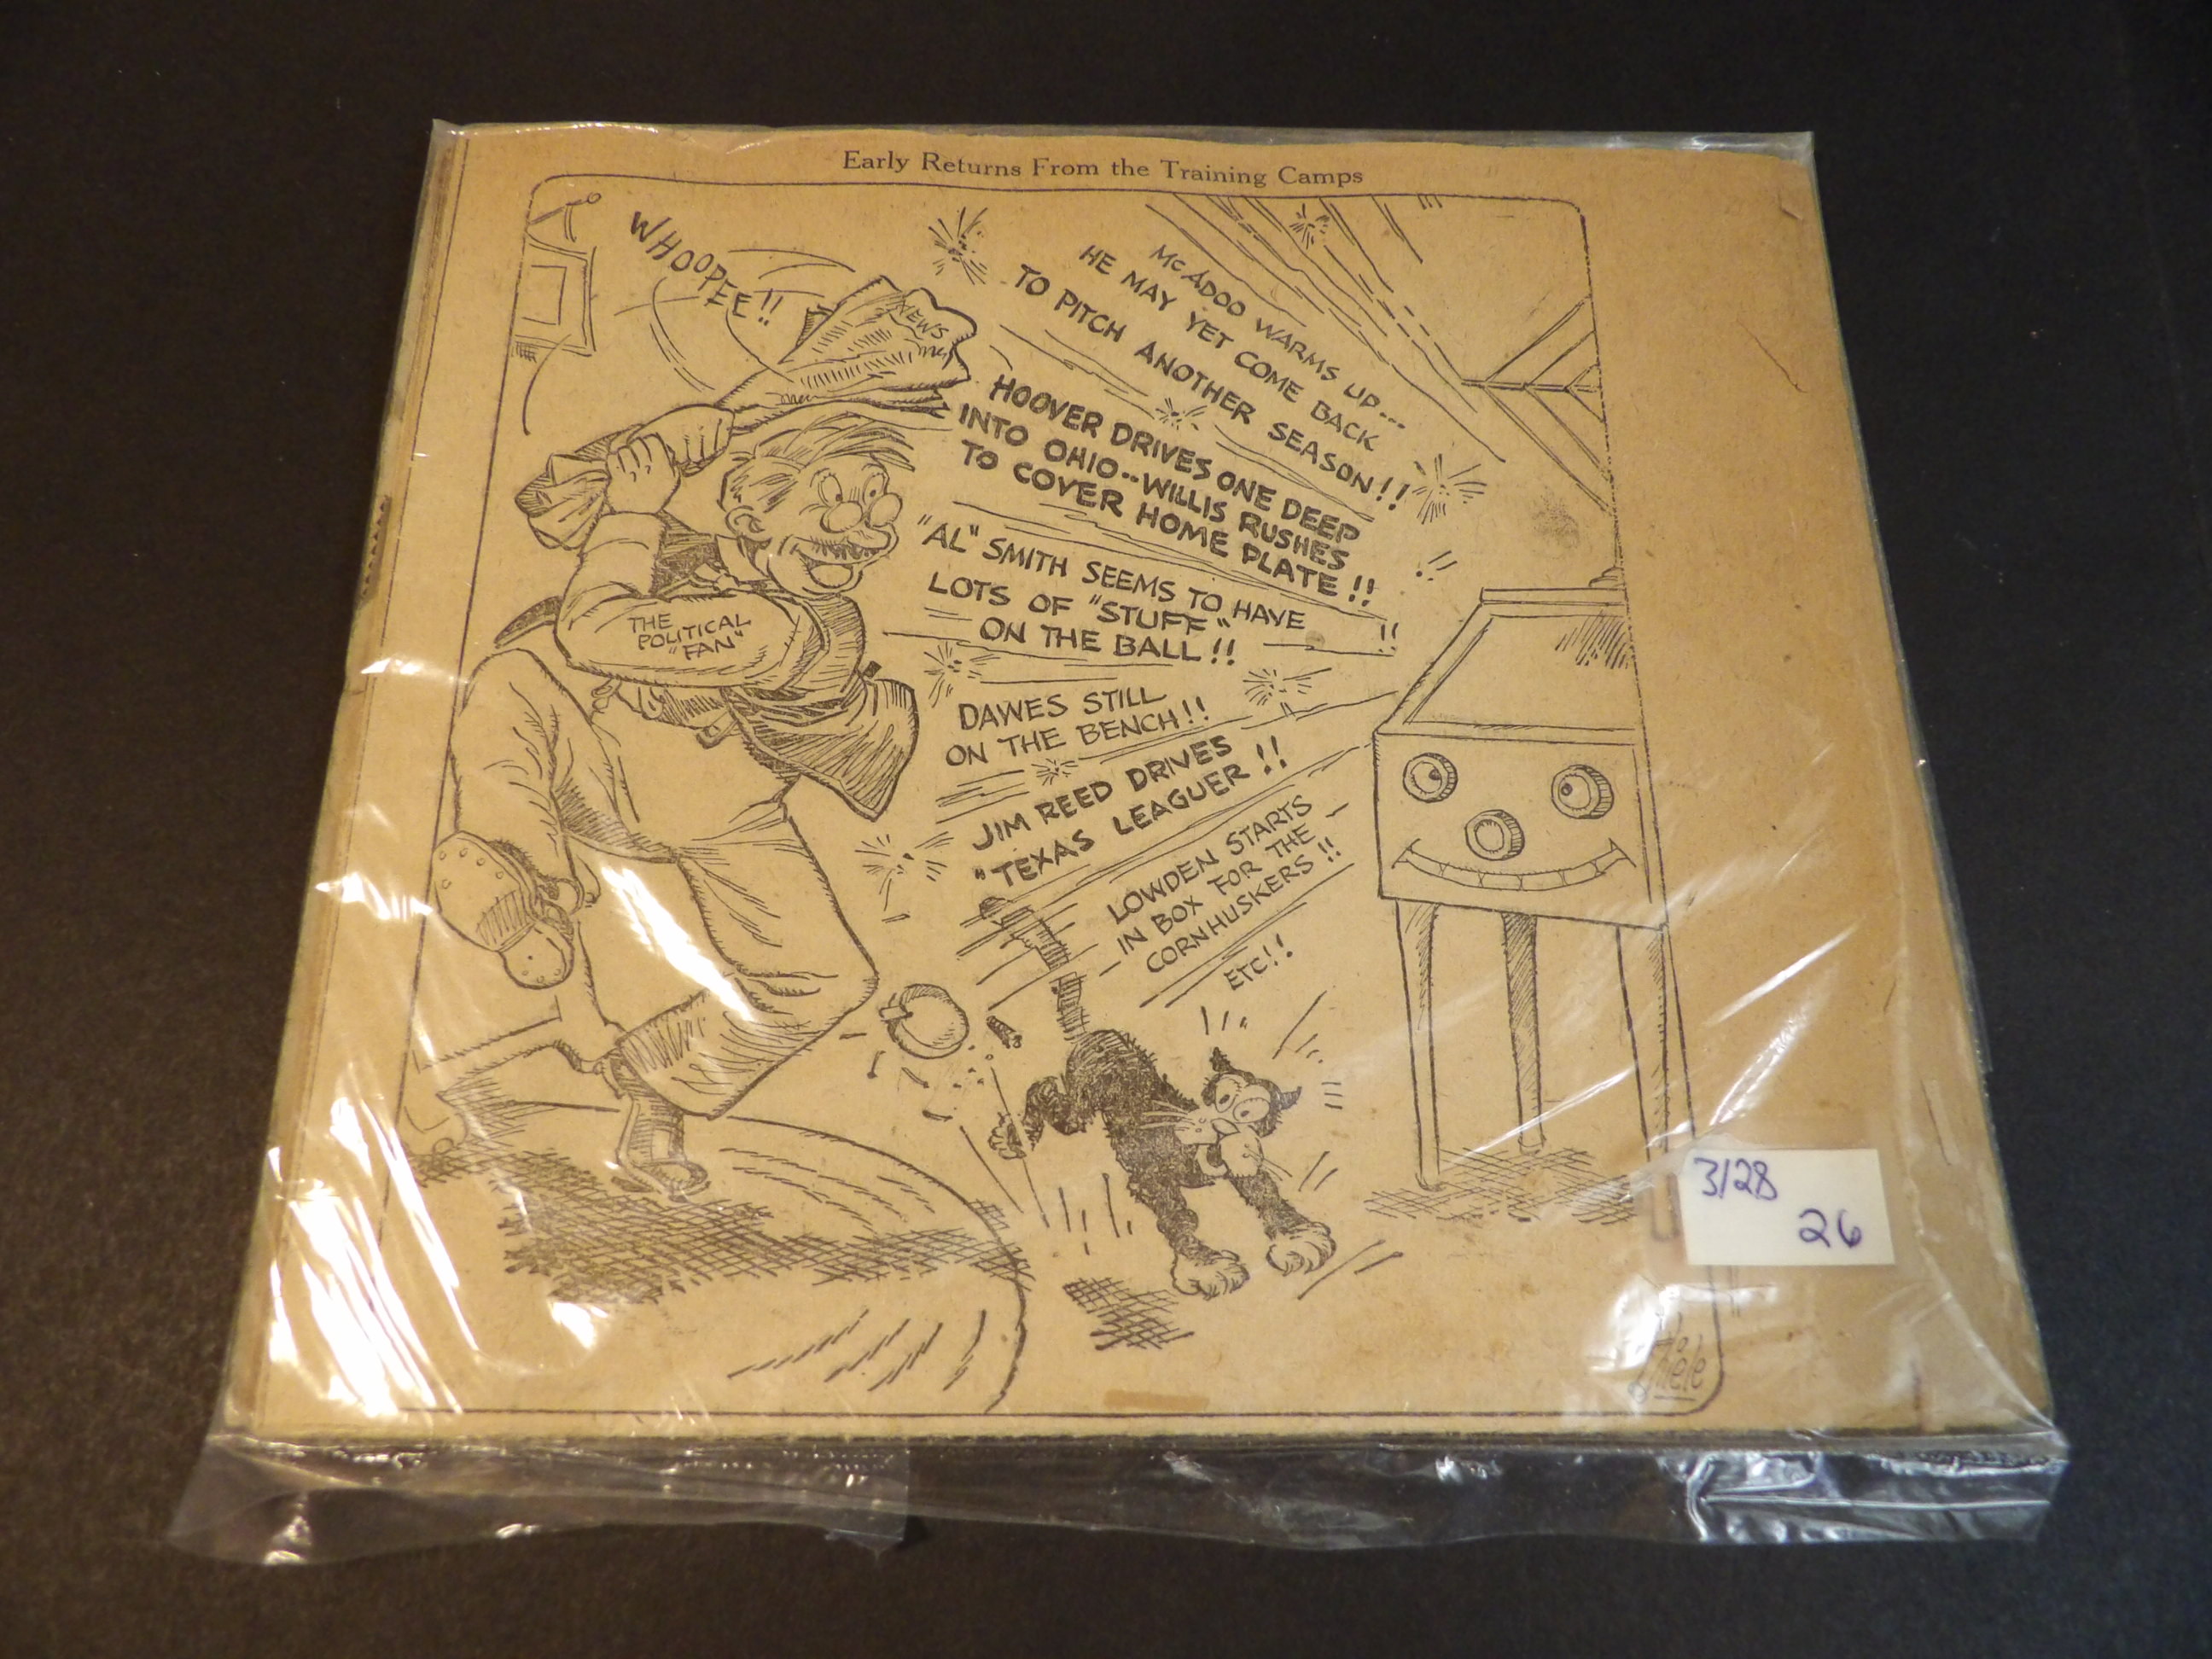 Early Returns From the Training Camps
WHOOPEE!!
NEWS
MCADOO WARMS UP...
HE MAY YET COME BACK
TO PITCH ANOTHER SEASON!!
HOOVER DRIVES ONE DEEP
INTO OHIO--WILLIS RUSHES
TO COVER HOME PLATE!!
"AL" SMITH SEEMS TO HAVE
LOTS OF "STUFF"
ON THE BALL!!
!!
THE
POLITICAL
"FAN"
DAWES STILL
ON THE BENCH!!
JIM REED DRIVES
"TEXAS LEAGUER!!
LOWDEN STARTS
IN BOX FOR THE
CORNHUSKERS!!
ETC!!
3/28
26
Thiele